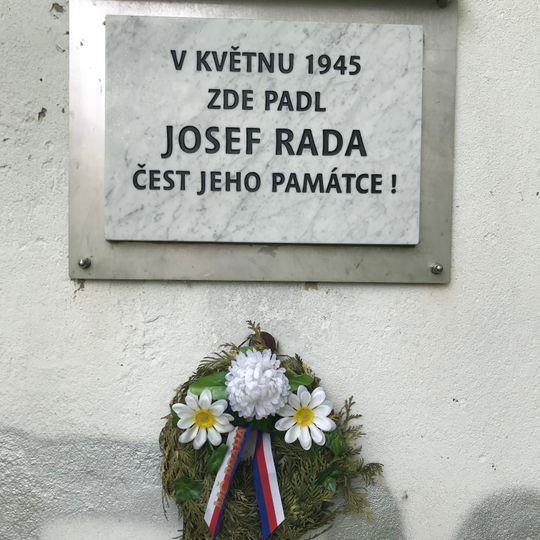 V KVĚTNU 1945
ZDE PADL
JOSEF RADA
ČEST JEHO PAMÁTCE !